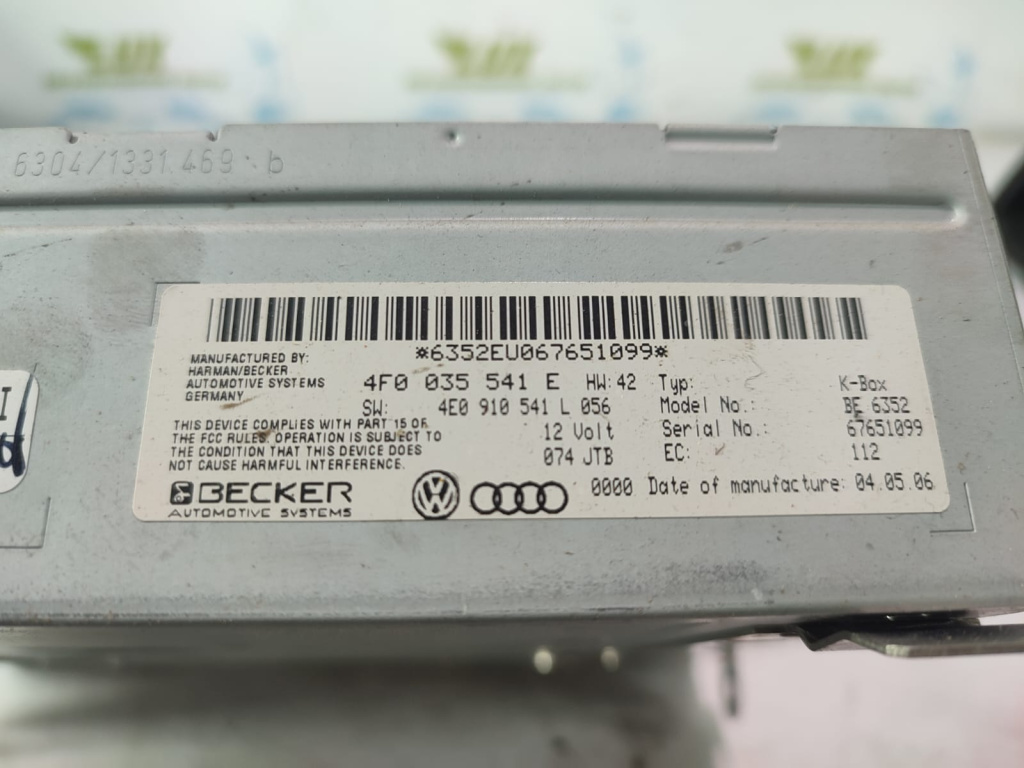 6304/1331.469 b
*6352EU067651099*
MANUFACTURED BY:
HARMAN/BECKER
AUTOMOTIVE SYSTEMS
GERMANY
4F0 035 541 E HW: 42
SW: 4E0 910 541 L 056
12 Volt
074 JTB
Typ: K-Box
Model No.: BE 6352
Serial No.: 67651099
EC: 112
THIS DEVICE COMPLIES WITH PART 15 OF
THE FCC RULES. OPERATION IS SUBJECT TO
THE CONDITION THAT THIS DEVICE DOES
NOT CAUSE HARMFUL INTERFERENCE.
BECKER
AUTOMOTIVE SYSTEMS
0000 Date of manufacture: 04.05.06